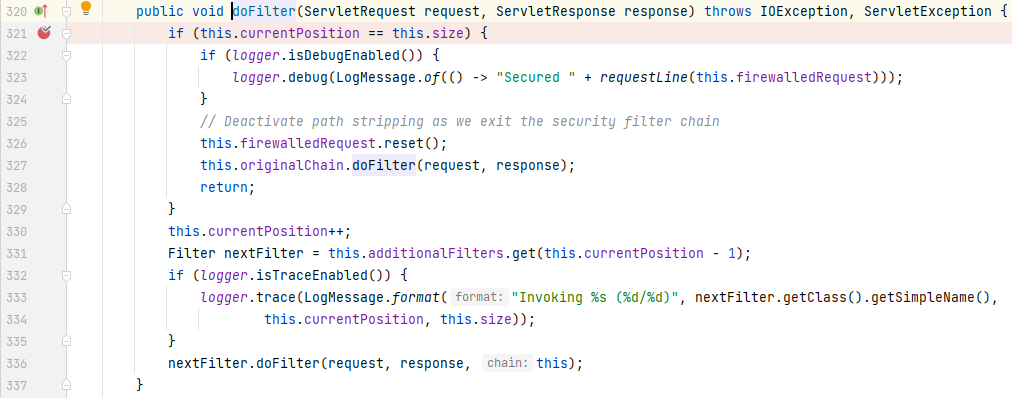 320 public void doFilter(ServletRequest request, ServletResponse response) throws IOException, ServletException {
321 if (this.currentPosition == this.size) {
322 if (logger.isDebugEnabled()) {
323 logger.debug(LogMessage.of(() -> "Secured " + requestLine(this.firewalledRequest)));
324 }
325 // Deactivate path stripping as we exit the security filter chain
326 this.firewalledRequest.reset();
327 this.originalChain.doFilter(request, response);
328 return;
329 }
330 this.currentPosition++;
331 Filter nextFilter = this.additionalFilters.get(this.currentPosition - 1);
332 if (logger.isTraceEnabled()) {
333 logger.trace(LogMessage.format( format: "Invoking %s (%d/%d)", nextFilter.getClass().getSimpleName(),
334 this.currentPosition, this.size));
335 }
336 nextFilter.doFilter(request, response, chain: this);
337 }